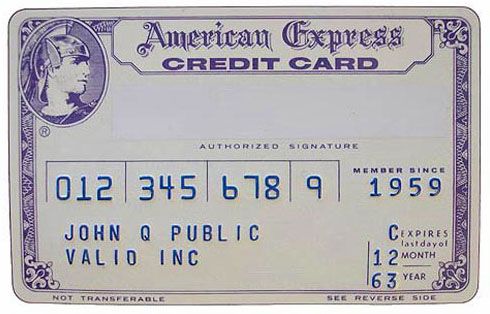 American Express
CREDIT CARD
®
AUTHORIZED SIGNATURE
MEMBER SINCE
012 345 678 9 1959
JOHN Q PUBLIC
VALIO INC
C EXPIRES
last day of
12 MONTH
63 YEAR
NOT TRANSFERABLE SEE REVERSE SIDE